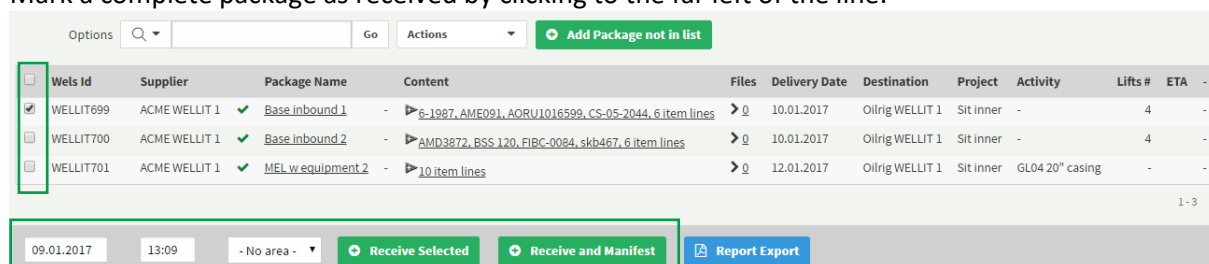 Mark a complete package as received by clicking to the far left of the line.
Options Go Actions Add Package not in list
Wels Id Supplier Package Name Content Files Delivery Date Destination Project Activity Lifts # ETA -
WELLIT699 ACME WELLIT 1 Base inbound 1 - 6-1987, AME091, AORU1016599, CS-05-2044, 6 item lines 0 10.01.2017 Oilrig WELLIT 1 Sit inner - 4 -
WELLIT700 ACME WELLIT 1 Base inbound 2 - AMD3872, BSS 120, FIBC-0084, skb467, 6 item lines 0 10.01.2017 Oilrig WELLIT 1 Sit inner - 4 -
WELLIT701 ACME WELLIT 1 MEL w equipment 2 - 10 item lines 0 12.01.2017 Oilrig WELLIT 1 Sit inner GL04 20" casing - -
1 - 3
09.01.2017 13:09 - No area - Receive Selected Receive and Manifest Report Export